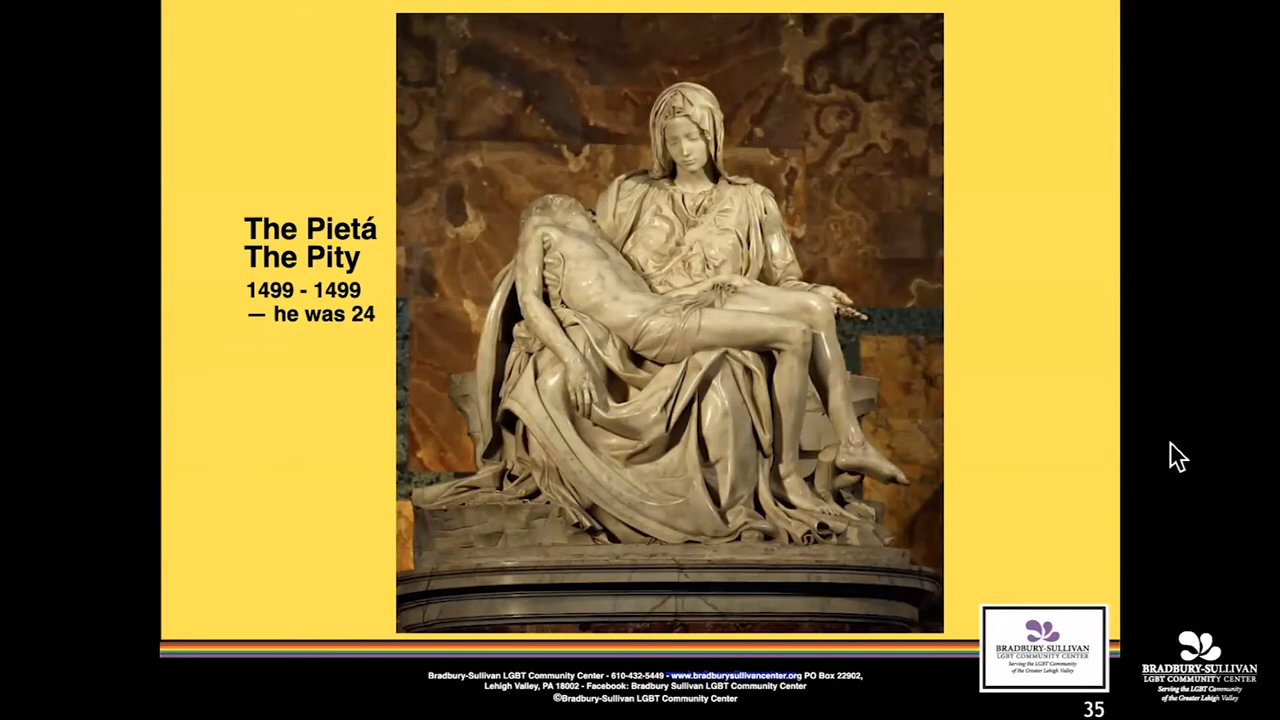 The Pietá
The Pity
1499 - 1499
— he was 24
BRADBURY-SULLIVAN
LGBT COMMUNITY CENTER
Serving the LGBT Community
of the Greater Lehigh Valley
Bradbury-Sullivan LGBT Community Center - 610-432-5449 - www.bradburysullivancenter.org PO Box 22902,
Lehigh Valley, PA 18002 - Facebook: Bradbury Sullivan LGBT Community Center
©Bradbury-Sullivan LGBT Community Center
35
BRADBURY-SULLIVAN
LGBT COMMUNITY CENTER
Serving the LGBT Community
of the Greater Lehigh Valley